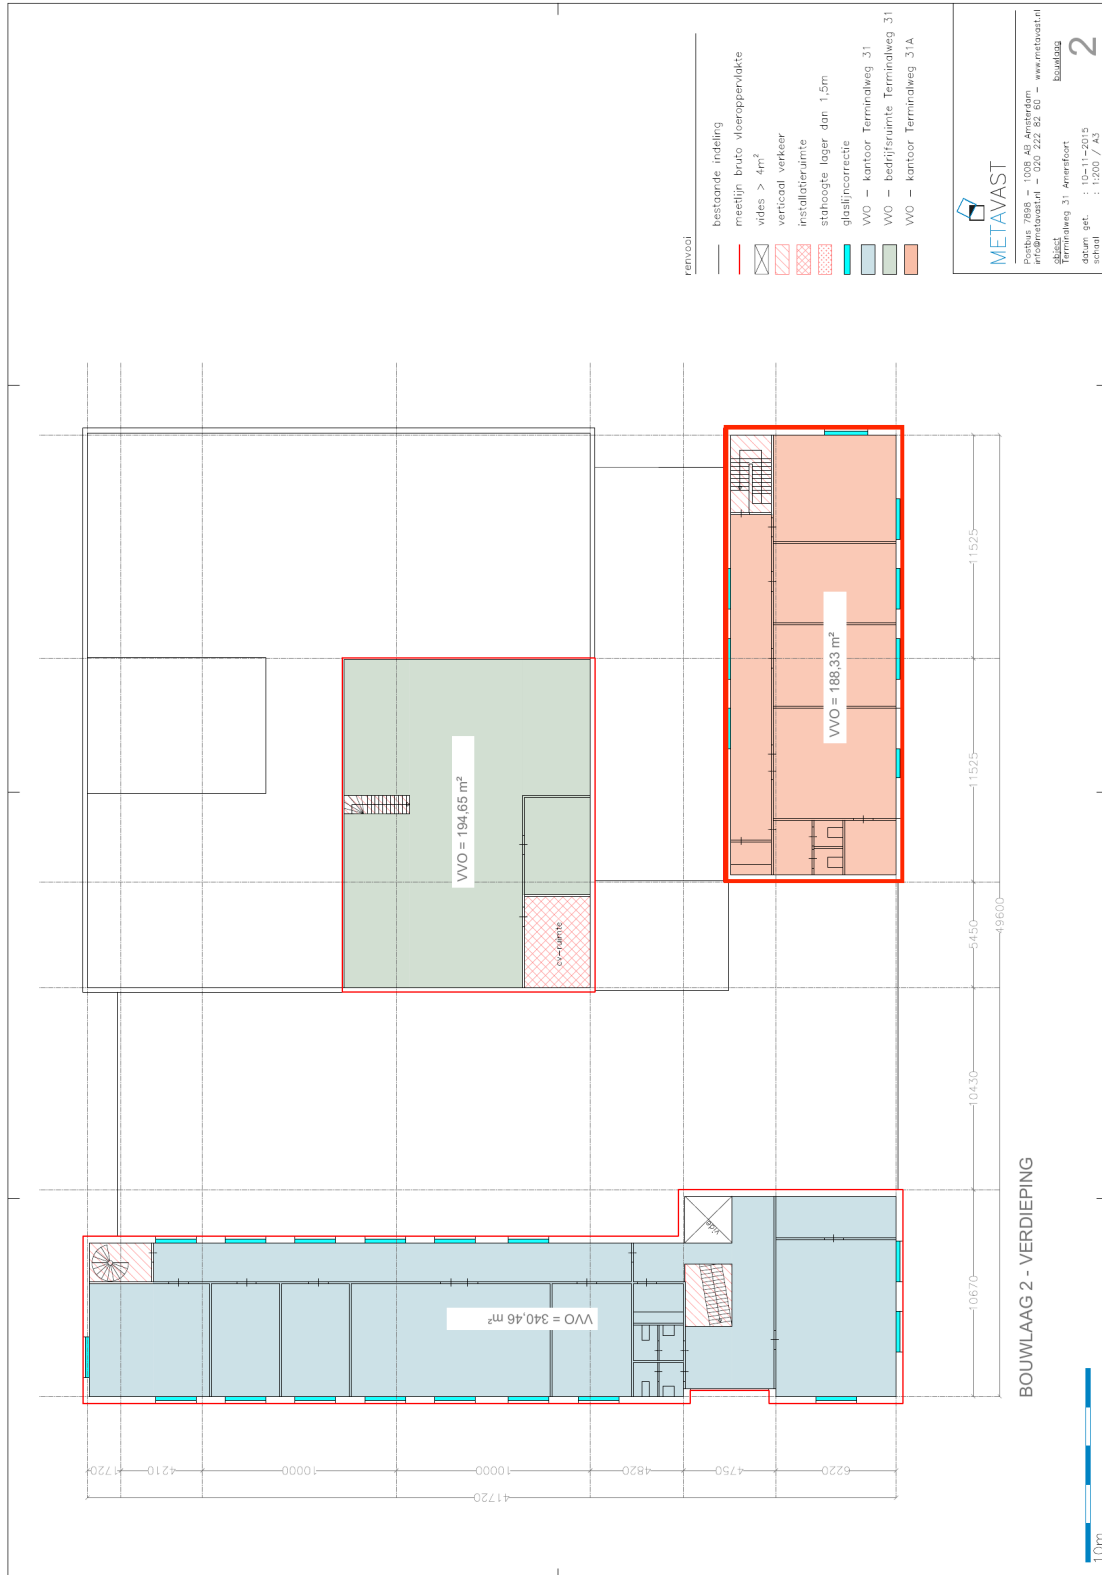 renvooi
bestaande indeling
meetlijn bruto vloeroppervlakte
vides > 4m²
verticaal verkeer
installatieruimte
stahoogte lager dan 1,5m
glaslijncorrectie
VVO – kantoor Terminalweg 31
VVO – bedrijfsruimte Terminalweg 31
VVO – kantoor Terminalweg 31A
METAVAST
Postbus 7898 – 1008 AB Amsterdam
info@metavast.nl – 020 222 82 60 – www.metavast.nl
object
bouwlaag
Terminalweg 31 Amersfoort
2
datum get. : 10-11-2015
schaal : 1:200 / A3
VVO = 194,65 m²
cv-ruimte
VVO = 188,33 m²
VVO = 340,46 m²
vide
11525
11525
5450
10430
10670
49600
1720
4210
10000
10000
4820
4750
6220
41720
BOUWLAAG 2 - VERDIEPING
10m